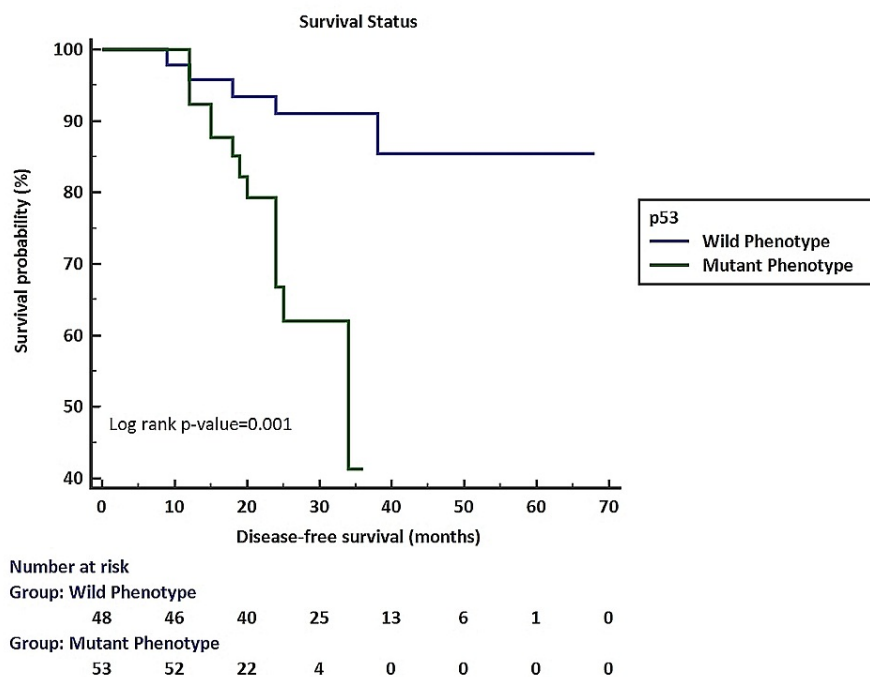 Survival Status
100
90
80
70
60
50
40
Survival probability (%)
Log rank p-value=0.001
0 10 20 30 40 50 60 70
Disease-free survival (months)
p53
Wild Phenotype
Mutant Phenotype
Number at risk
Group: Wild Phenotype
48 46 40 25 13 6 1 0
Group: Mutant Phenotype
53 52 22 4 0 0 0 0